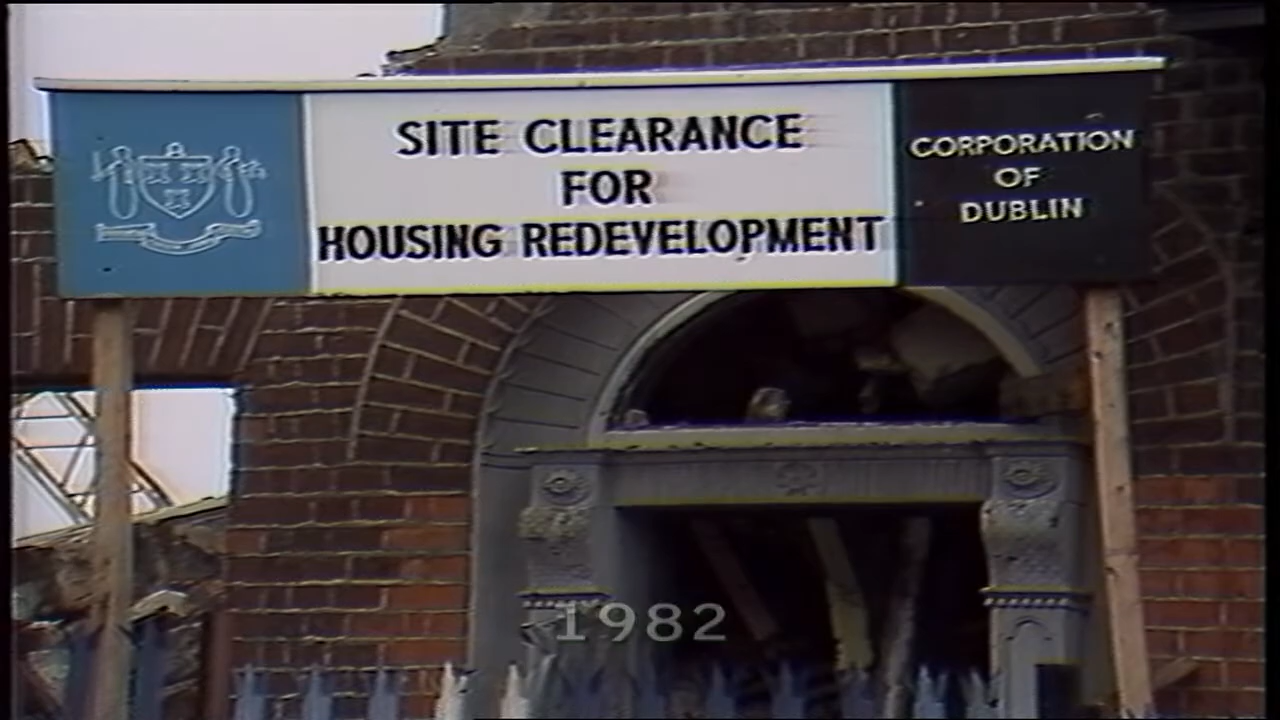 SITE CLEARANCE
FOR
HOUSING REDEVELOPMENT
CORPORATION
OF
DUBLIN
1982